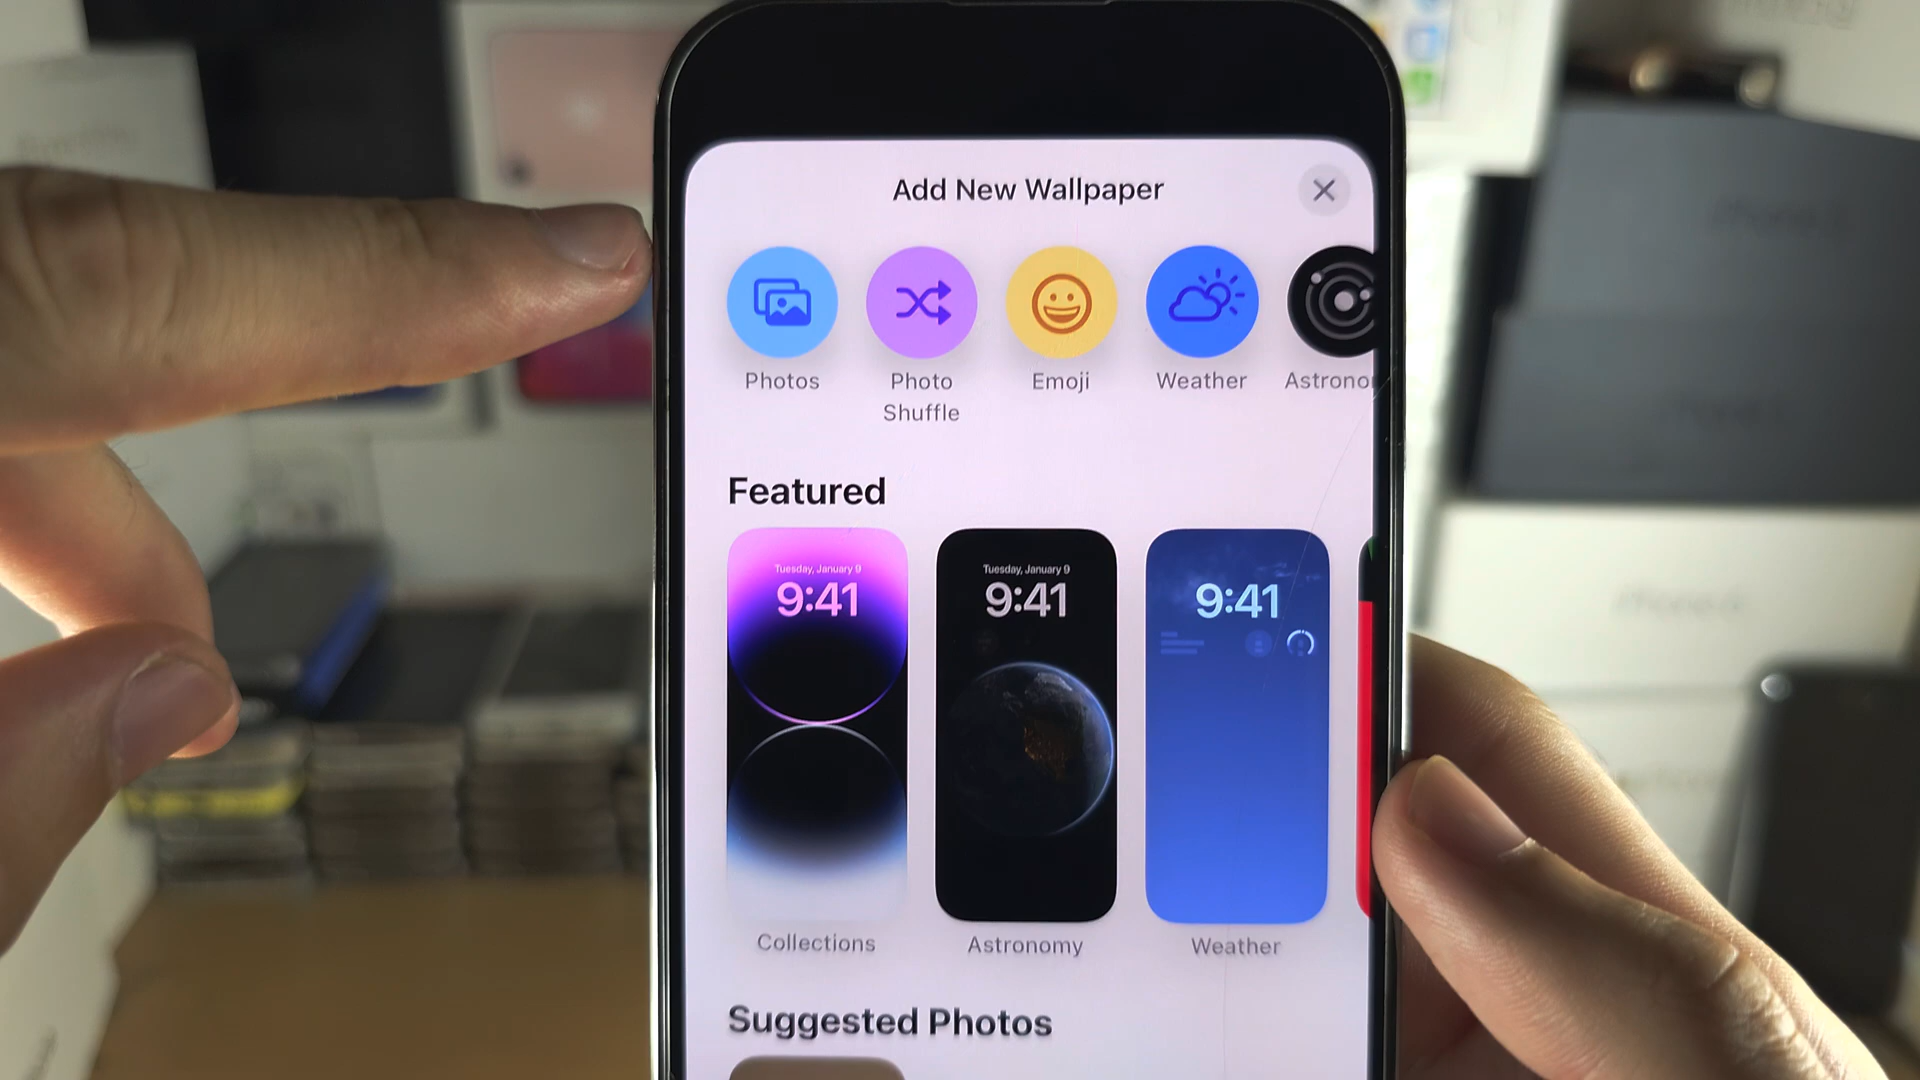 Add New Wallpaper
Photos
Photo
Shuffle
Emoji
Weather
Astronom
Featured
Tuesday, January 9
9:41
Tuesday, January 9
9:41
9:41
Collections
Astronomy
Weather
Suggested Photos